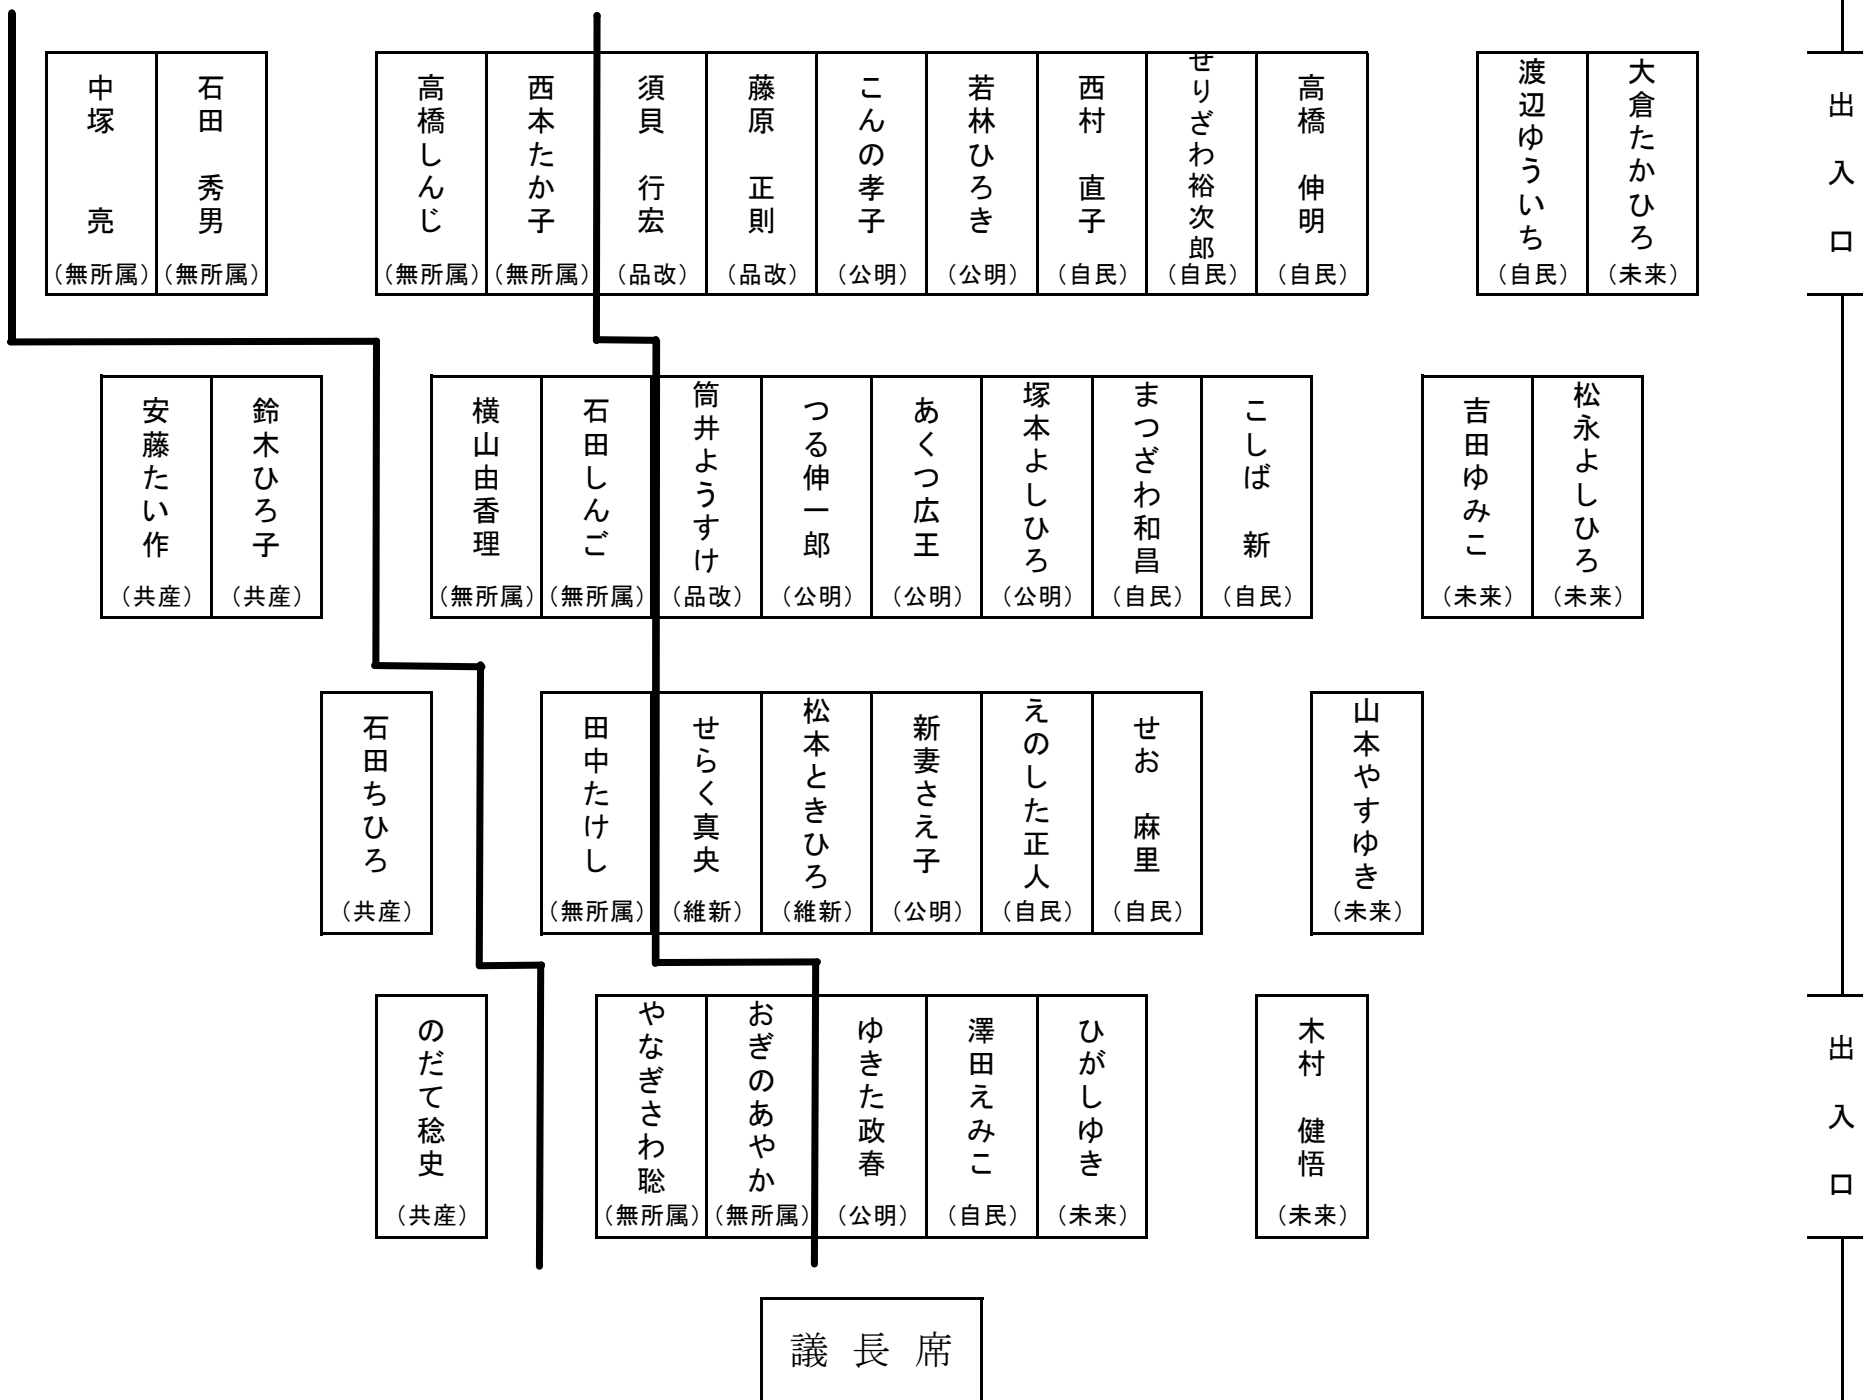 中塚 亮
（無所属）
石田 秀男
（無所属）
高橋しんじ
（無所属）
西本たか子
（無所属）
須貝 行宏
（品改）
藤原 正則
（品改）
こんの孝子
（公明）
若林ひろき
（公明）
西村 直子
（自民）
せりざわ裕次郎
（自民）
高橋 伸明
（自民）
渡辺ゆういち
（自民）
大倉たかひろ
（未来）
出入口
安藤たい作
（共産）
鈴木ひろ子
（共産）
横山由香理
（無所属）
石田しんご
（無所属）
筒井ようすけ
（品改）
つる伸一郎
（公明）
あくつ広王
（公明）
塚本よしひろ
（公明）
まつざわ和昌
（自民）
こしば 新
（自民）
吉田ゆみこ
（未来）
松永よしひろ
（未来）
石田ちひろ
（共産）
田中たけし
（無所属）
せらく真央
（維新）
松本ときひろ
（維新）
新妻さえ子
（公明）
えのした正人
（自民）
せお 麻里
（自民）
山本やすゆき
（未来）
のだて稔史
（共産）
やなぎさわ聡
（無所属）
おぎのあやか
（無所属）
ゆきた政春
（公明）
澤田えみこ
（自民）
ひがしゆき
（未来）
木村 健悟
（未来）
出入口
議長席